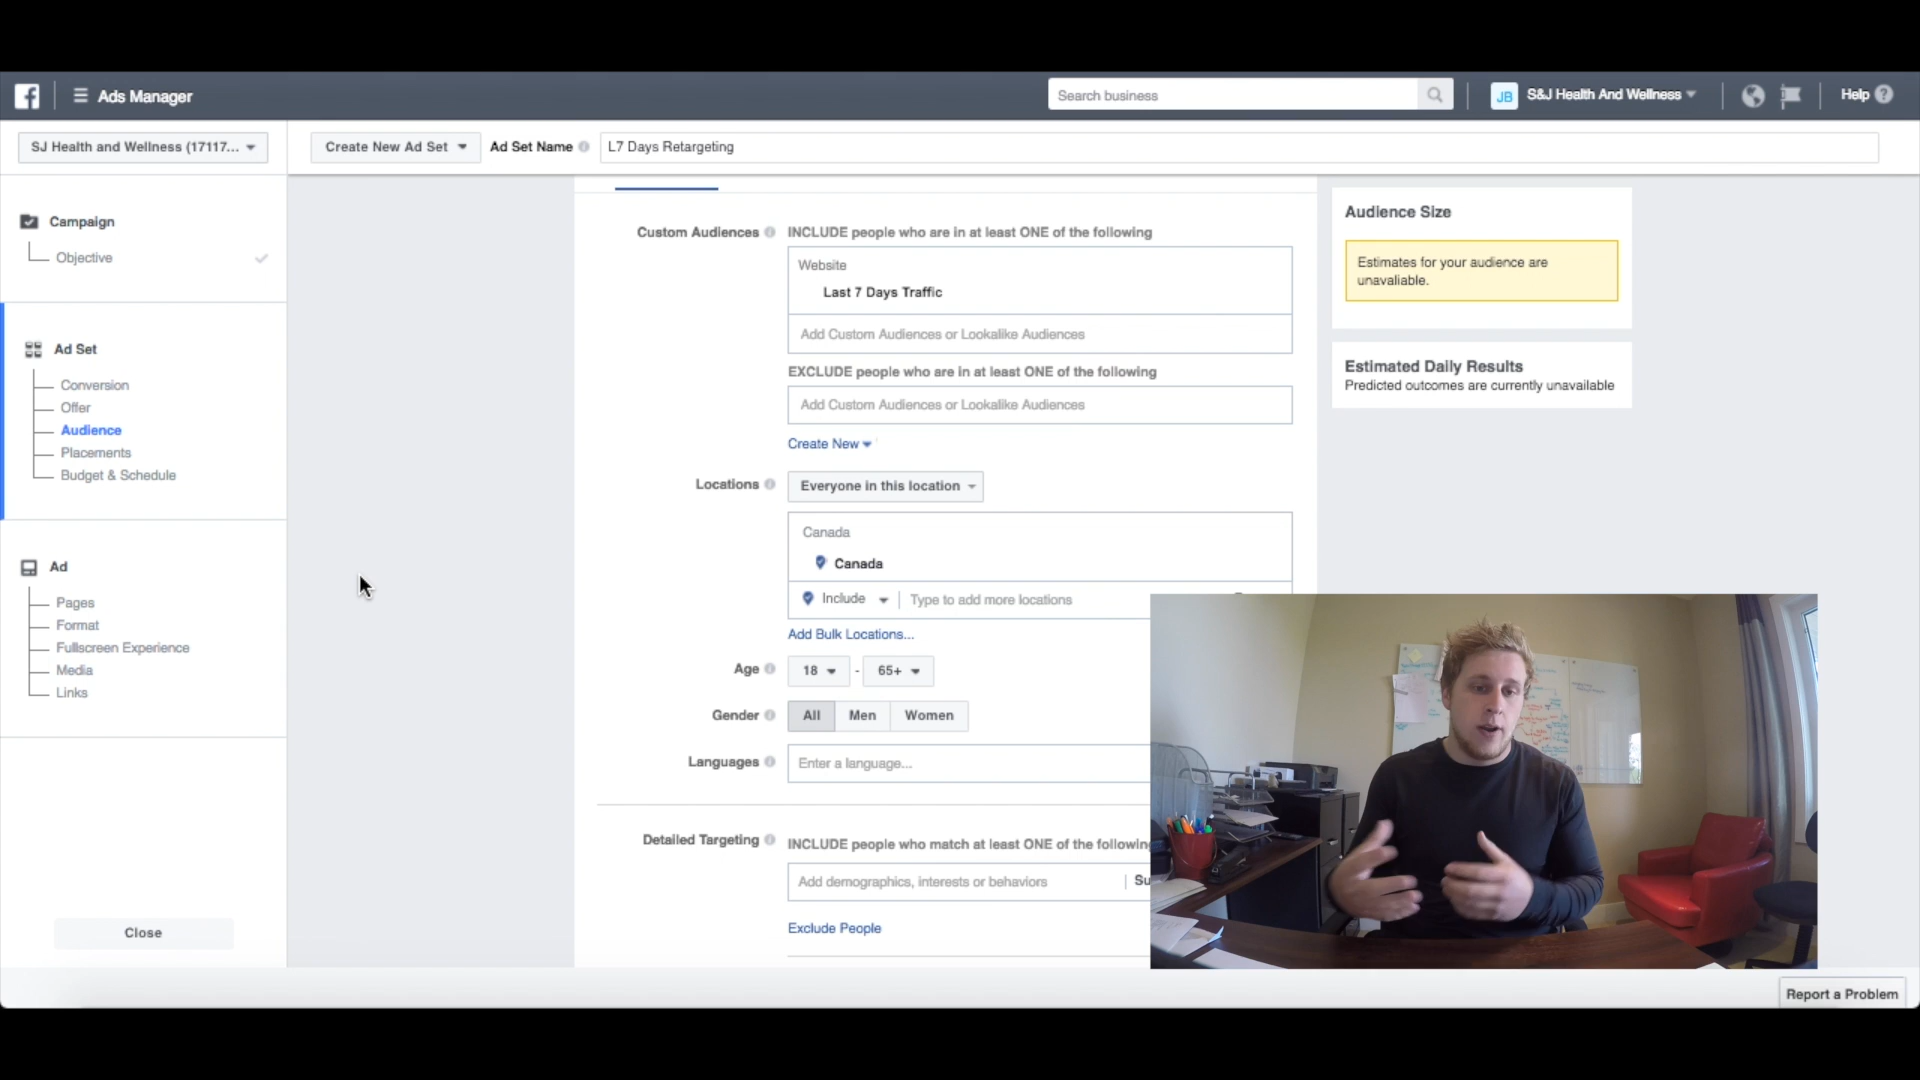 Ads Manager
Search business
JB
S&J Health And Wellness
Help
SJ Health and Wellness (17117...
Create New Ad Set
Ad Set Name
L7 Days Retargeting
Campaign
Objective
Ad Set
Conversion
Offer
Audience
Placements
Budget & Schedule
Ad
Pages
Format
Fullscreen Experience
Media
Links
Close
Custom Audiences
INCLUDE people who are in at least ONE of the following
Website
Last 7 Days Traffic
Add Custom Audiences or Lookalike Audiences
EXCLUDE people who are in at least ONE of the following
Add Custom Audiences or Lookalike Audiences
Create New
Locations
Everyone in this location
Canada
Canada
Include
Type to add more locations
Add Bulk Locations...
Age
18
-
65+
Gender
All
Men
Women
Languages
Enter a language...
Detailed Targeting
INCLUDE people who match at least ONE of the following
Add demographics, interests or behaviors
Su
Exclude People
Audience Size
Estimates for your audience are
unavaliable.
Estimated Daily Results
Predicted outcomes are currently unavailable
Report a Problem